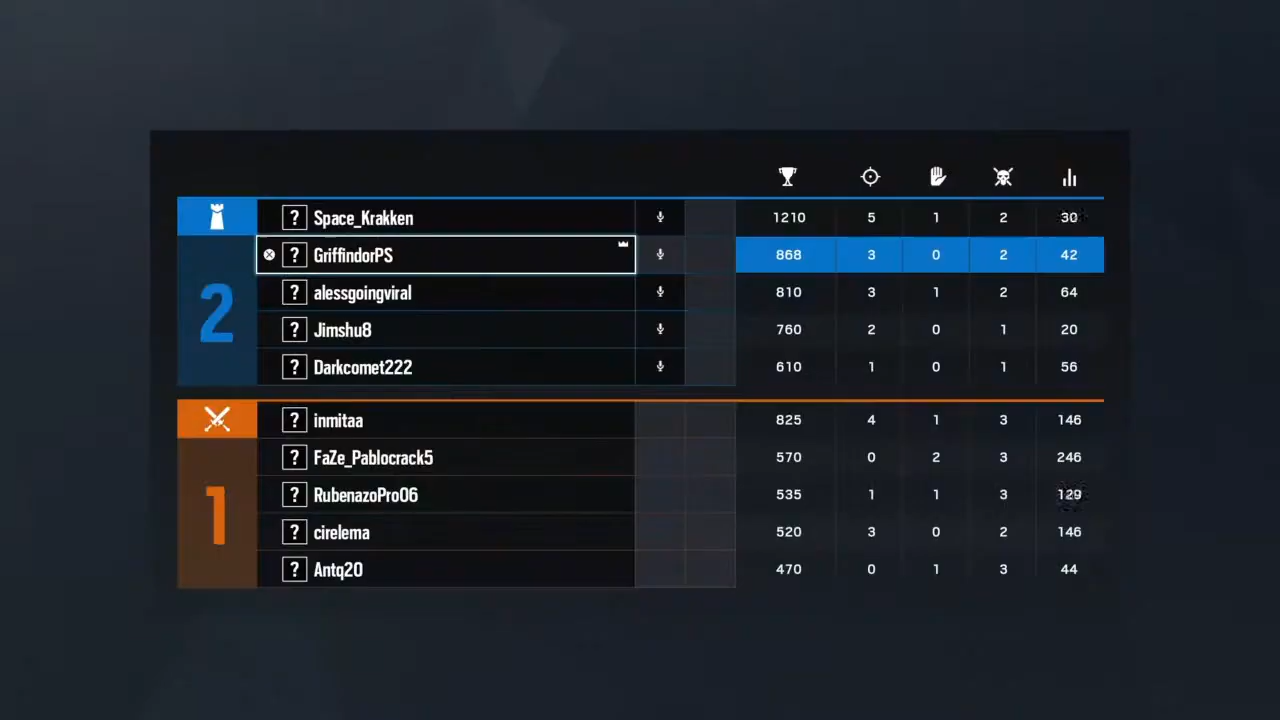 ? Space_Krakken 1210 5 1 2 30
2
? GriffindorPS 868 3 0 2 42
? alessgoingviral 810 3 1 2 64
? Jimshu8 760 2 0 1 20
? Darkcomet222 610 1 0 1 56
? inmitaa 825 4 1 3 146
1
? FaZe_Pablocrack5 570 0 2 3 246
? RubenazoPro06 535 1 1 3 129
? cirelema 520 3 0 2 146
? Antq20 470 0 1 3 44